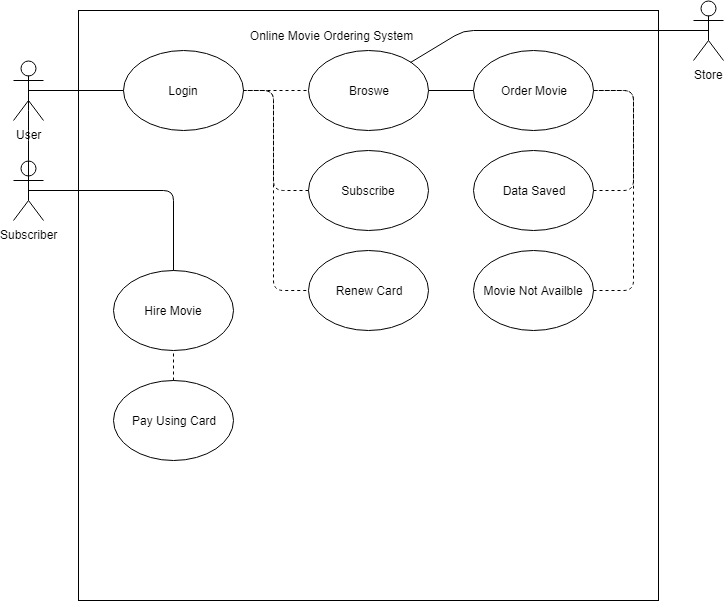 Online Movie Ordering System
Store
Login
Broswe
Order Movie
User
Subscribe
Data Saved
Subscriber
Renew Card
Movie Not Availble
Hire Movie
Pay Using Card